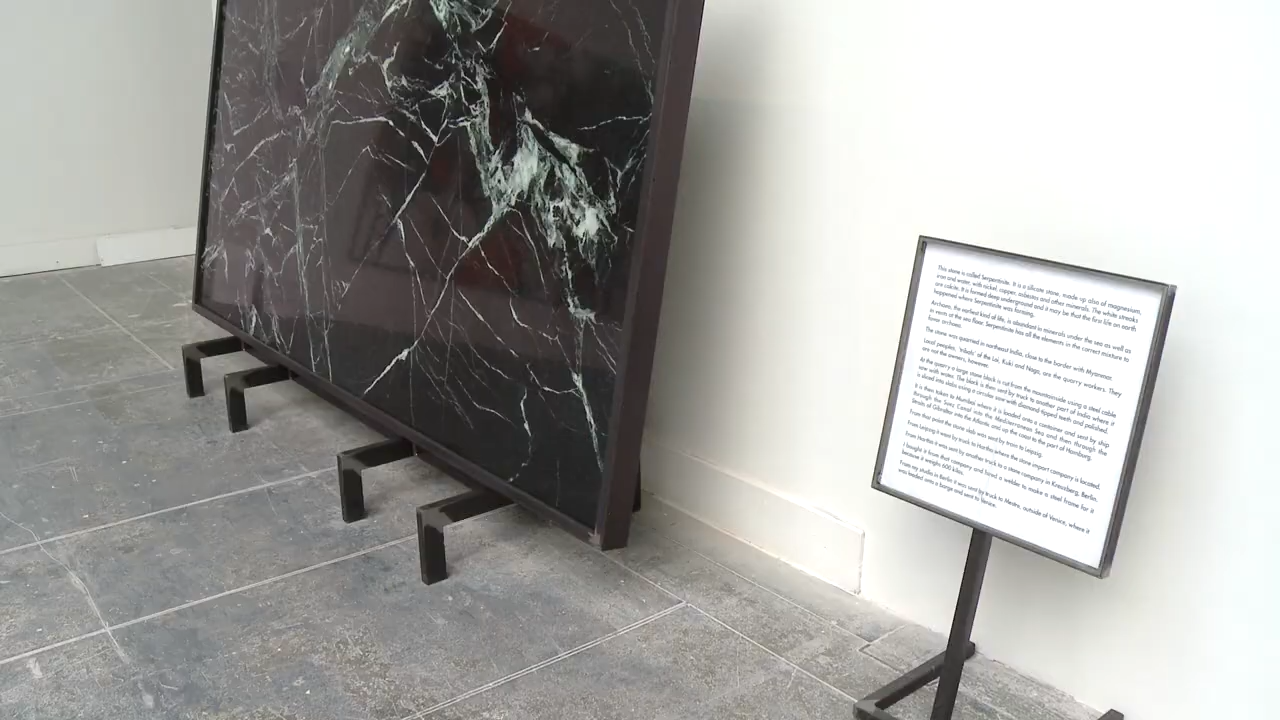 This stone is called Serpentinite. It is a silicate stone, made up also of magnesium,
iron and water, with nickel, copper, asbestos and other minerals. The white streaks
are calcite. It is formed deep underground and it may be that the first life on earth
happened where Serpentinite was forming.
Archaea, the earliest kind of life, is abundant in minerals under the sea as well as
in vents at the sea floor. Serpentinite has all the elements in the correct mixture to
form archaea.
The stone was quarried in northeast India, close to the border with Myanmar.
Local peoples, 'tribals' of the Loi, Kuki and Naga, are the quarry workers. They
are not the owners, however.
At the quarry a large stone block is cut from the mountainside using a steel cable
saw with water. The block is then sent by truck to another part of India where it
is sliced into slabs using a circular saw with diamond-tipped teeth and polished.
It is then taken to Mumbai where it is loaded onto a container and sent by ship
through the Suez Canal into the Mediterranean Sea and then through the
Straits of Gibraltar into the Atlantic and up the coast to the port of Hamburg.
From that point the stone slab was sent by train to Leipzig.
From Leipzig it went by truck to Hartha where the stone import company is located.
From Hartha it was sent by another truck to a stone company in Kreuzberg, Berlin.
I bought it from that company and hired a welder to make a steel frame for it
because it weighs 600 kilos.
From my studio in Berlin it was sent by truck to Mestre, outside of Venice, where it
was loaded onto a barge and sent to Venice.